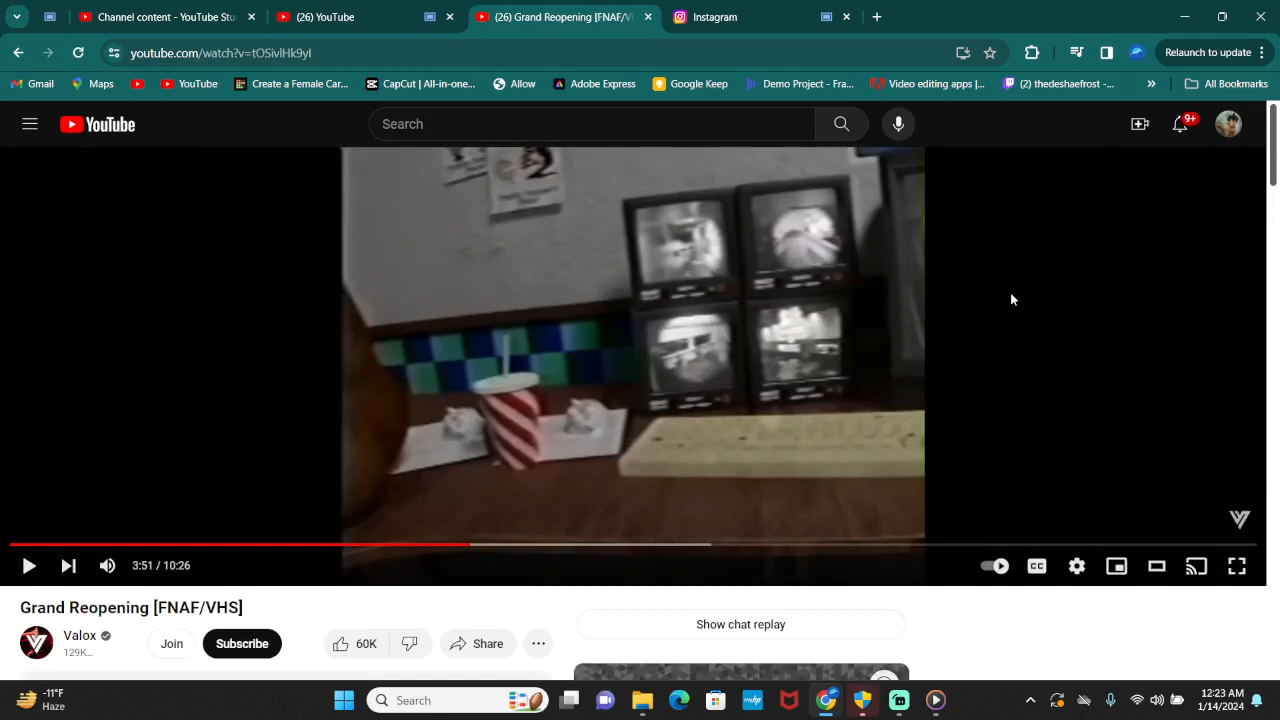 Channel content - YouTube Stu
(26) YouTube
(26) Grand Reopening [FNAF/VH
Instagram
youtube.com/watch?v=tOSivlHk9yI
Relaunch to update
Gmail
Maps
YouTube
Create a Female Car...
CapCut | All-in-one...
Allow
Adobe Express
Google Keep
Demo Project - Fra...
Video editing apps |...
(2) thedeshaefrost -...
All Bookmarks
YouTube
Search
9+
3:51 / 10:26
CC
Grand Reopening [FNAF/VHS]
Valox
129K...
Join
Subscribe
60K
Share
Show chat replay
-11°F
Haze
Search
12:23 AM
1/14/2024